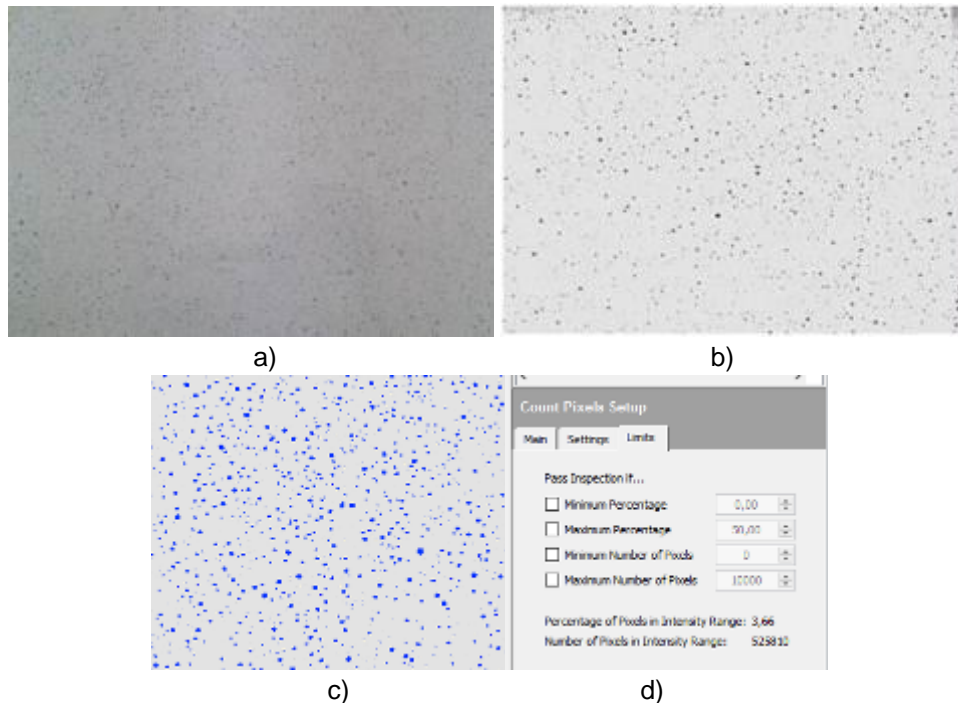 a)
b)
Count Pixels Setup
Main Settings Limits
Pass Inspection If...
Minimum Percentage 0,00
Maximum Percentage 50,00
Minimum Number of Pixels 0
Maximum Number of Pixels 10000
Percentage of Pixels in Intensity Range: 3,66
Number of Pixels in Intensity Range: 525810
c)
d)